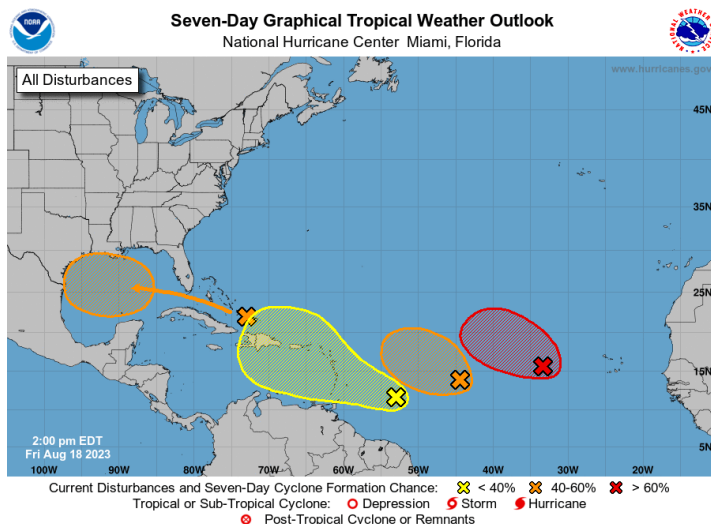 NOAA
Seven-Day Graphical Tropical Weather Outlook
National Hurricane Center Miami, Florida
All Disturbances
www.hurricanes.gov
45N
35N
25N
15N
5N
2:00 pm EDT
Fri Aug 18 2023
100W 90W 80W 70W 60W 50W 40W 30W 20W
Current Disturbances and Seven-Day Cyclone Formation Chance: < 40% 40-60% > 60%
Tropical or Sub-Tropical Cyclone: Depression Storm Hurricane
Post-Tropical Cyclone or Remnants